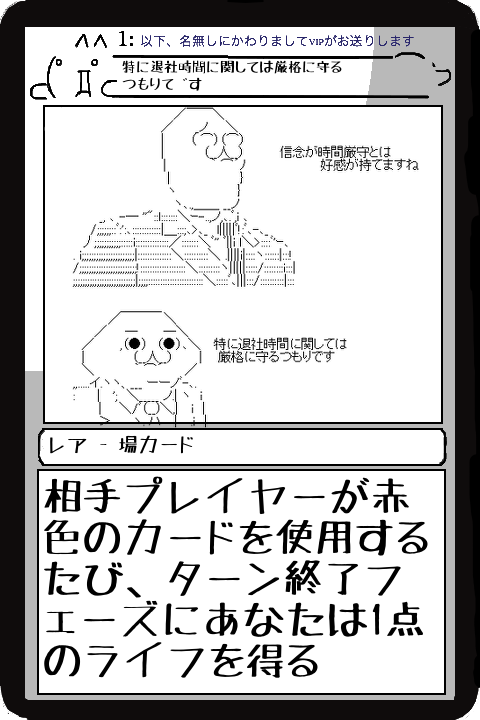 1: 以下、名無しにかわりましてVIPがお送りします
特に退社時間に関しては厳格に守る
つもりで゛す
信念が時間厳守とは
好感が持てますね
特に退社時間に関しては
厳格に守るつもりです
レア - 場カード
相手プレイヤーが赤
色のカードを使用する
たび、ターン終了フ
ェーズにあなたは1点
のライフを得る